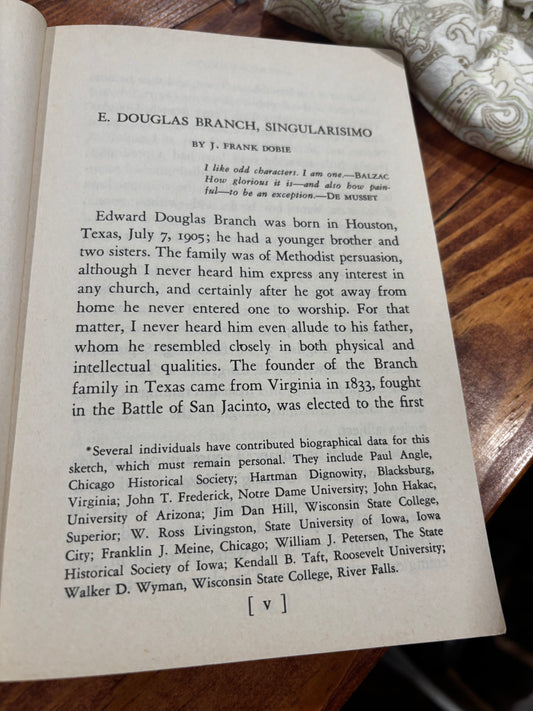 E. DOUGLAS BRANCH, SINGULARISIMO
BY J. FRANK DOBIE
I like odd characters. I am one.—BALZAC
How glorious it is—and also how pain-
ful—to be an exception.—DE MUSSET
Edward Douglas Branch was born in Houston,
Texas, July 7, 1905; he had a younger brother and
two sisters. The family was of Methodist persuasion,
although I never heard him express any interest in
any church, and certainly after he got away from
home he never entered one to worship. For that
matter, I never heard him even allude to his father,
whom he resembled closely in both physical and
intellectual qualities. The founder of the Branch
family in Texas came from Virginia in 1833, fought
in the Battle of San Jacinto, was elected to the first
*Several individuals have contributed biographical data for this
sketch, which must remain personal. They include Paul Angle,
Chicago Historical Society; Hartman Dignowity, Blacksburg,
Virginia; John T. Frederick, Notre Dame University; John Hakac,
University of Arizona; Jim Dan Hill, Wisconsin State College,
Superior; W. Ross Livingston, State University of Iowa, Iowa
City; Franklin J. Meine, Chicago; William J. Petersen, The State
Historical Society of Iowa; Kendall B. Taft, Roosevelt University;
Walker D. Wyman, Wisconsin State College, River Falls.
[ v ]